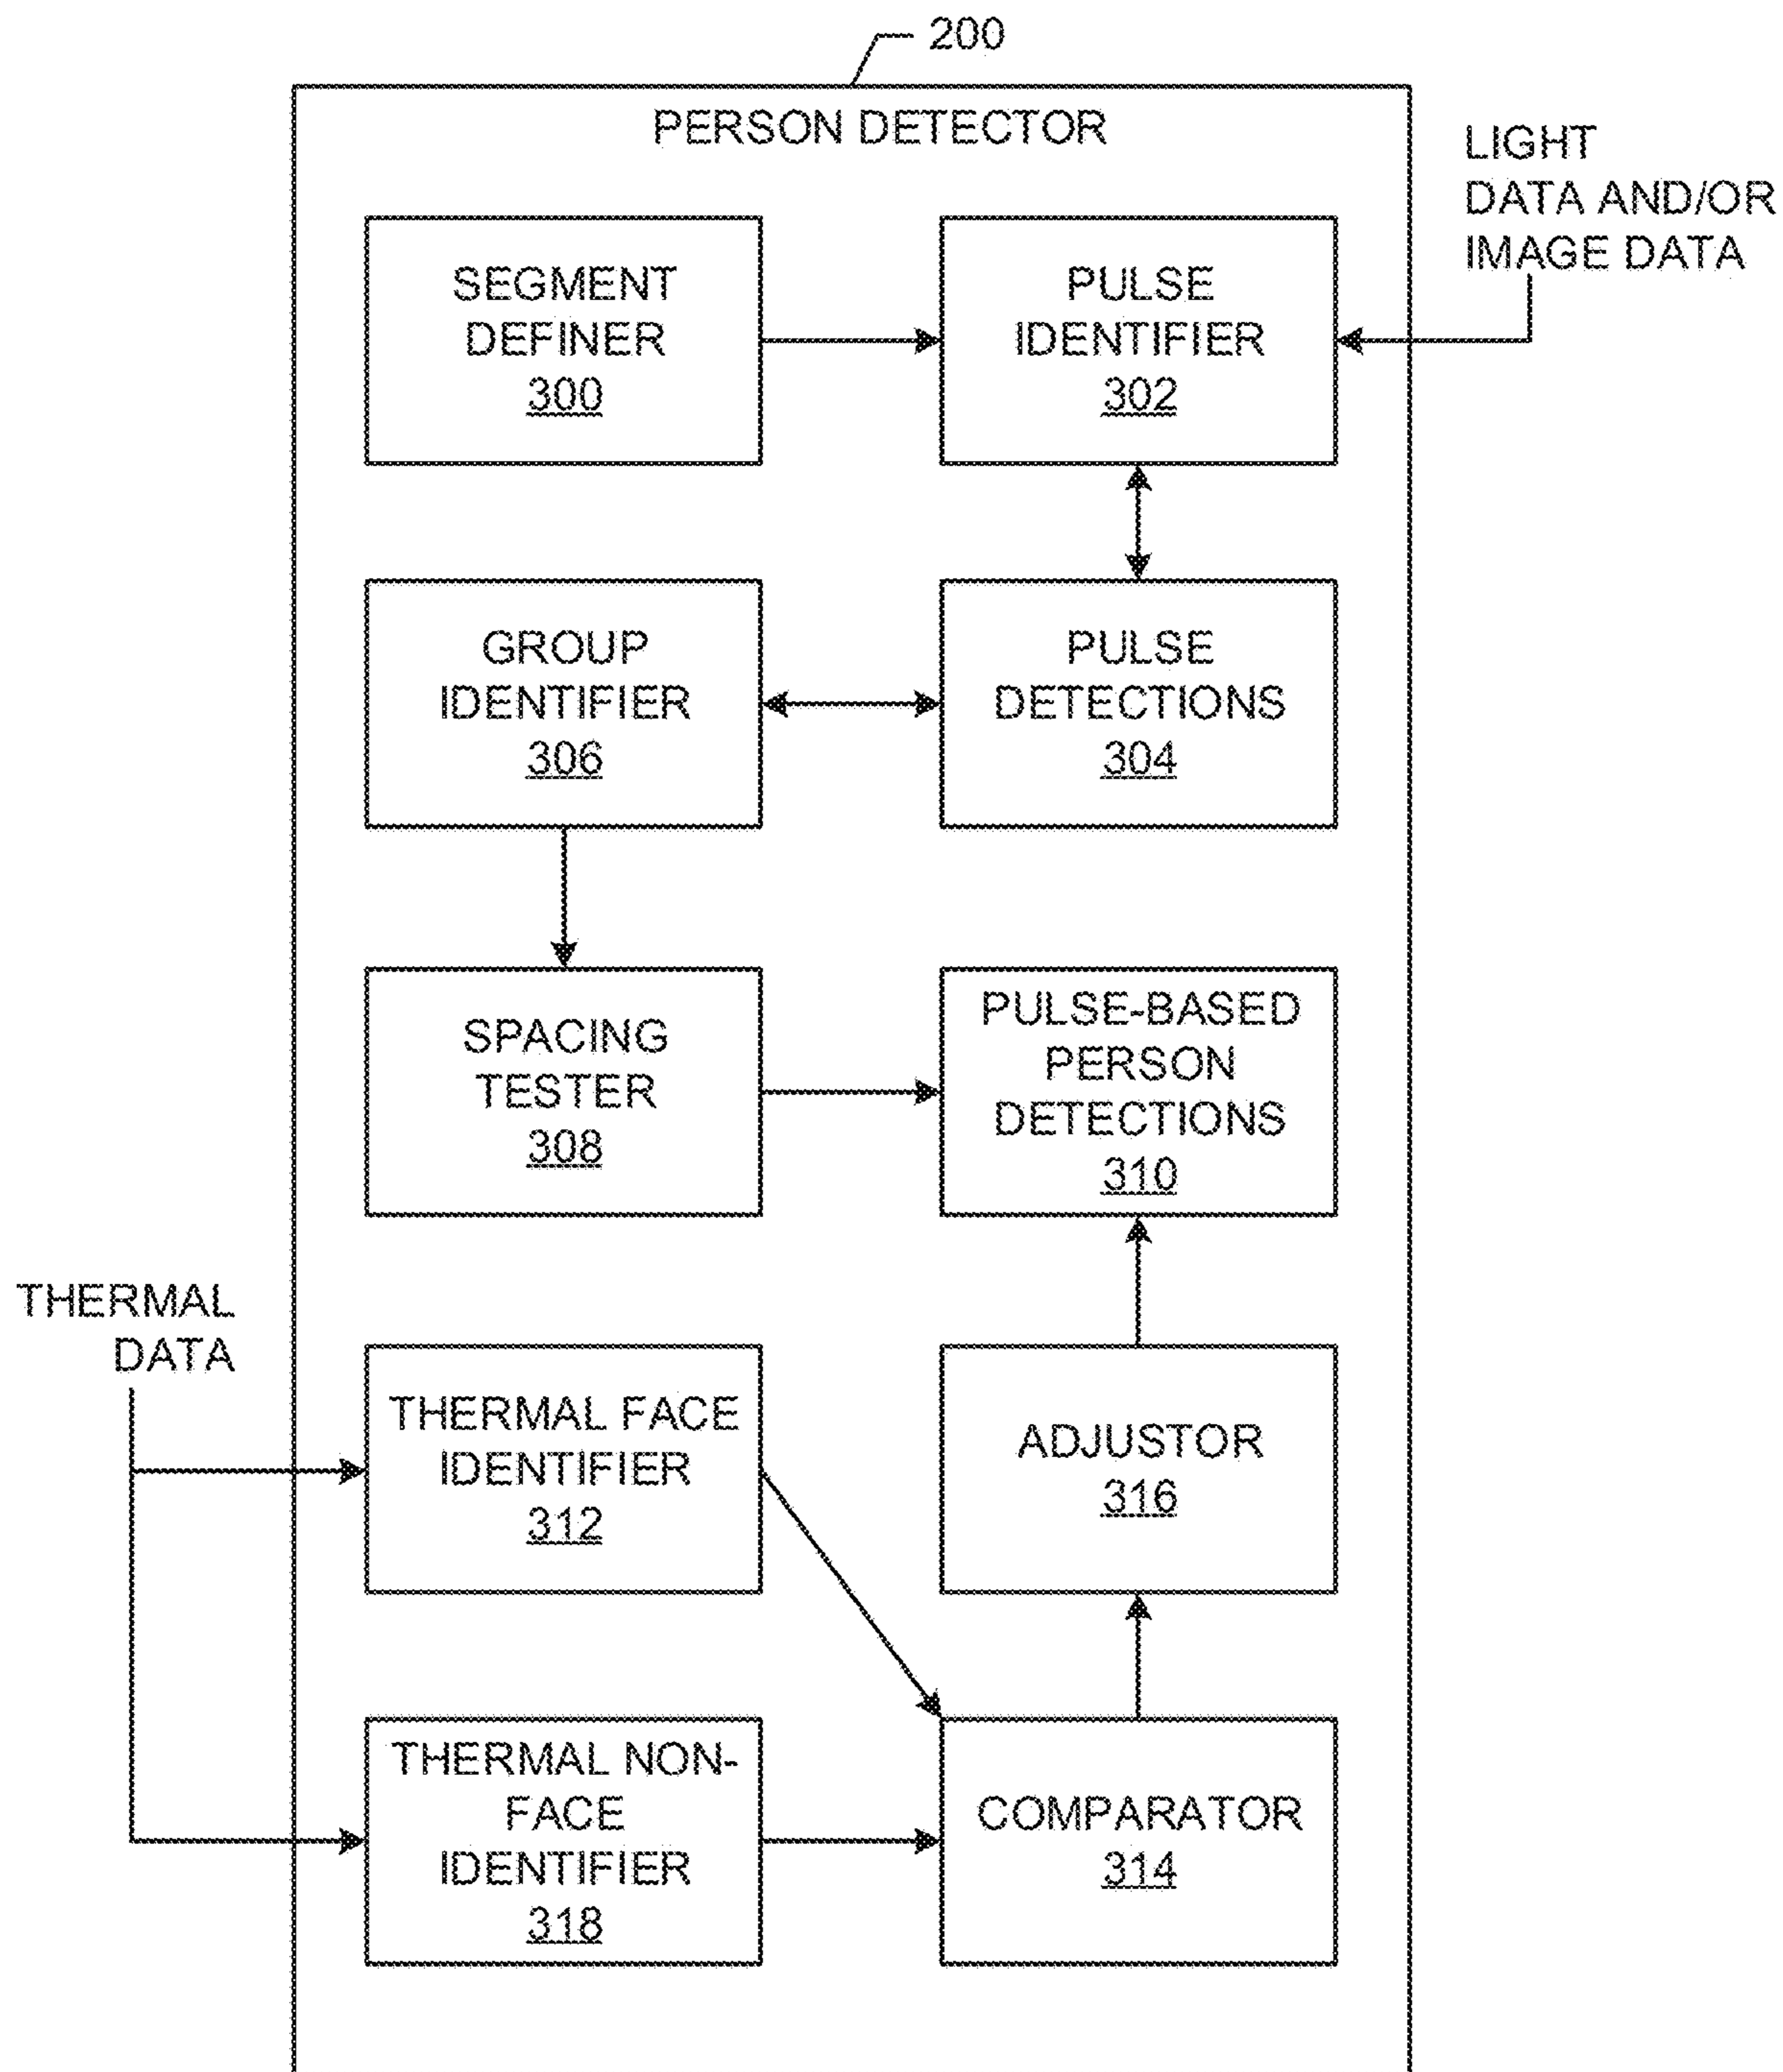 200
PERSON DETECTOR
LIGHT
DATA AND/OR
IMAGE DATA
SEGMENT
DEFINER
300
PULSE
IDENTIFIER
302
GROUP
IDENTIFIER
306
PULSE
DETECTIONS
304
SPACING
TESTER
308
PULSE-BASED
PERSON
DETECTIONS
310
THERMAL
DATA
THERMAL FACE
IDENTIFIER
312
ADJUSTOR
316
THERMAL NON-
FACE
IDENTIFIER
318
COMPARATOR
314